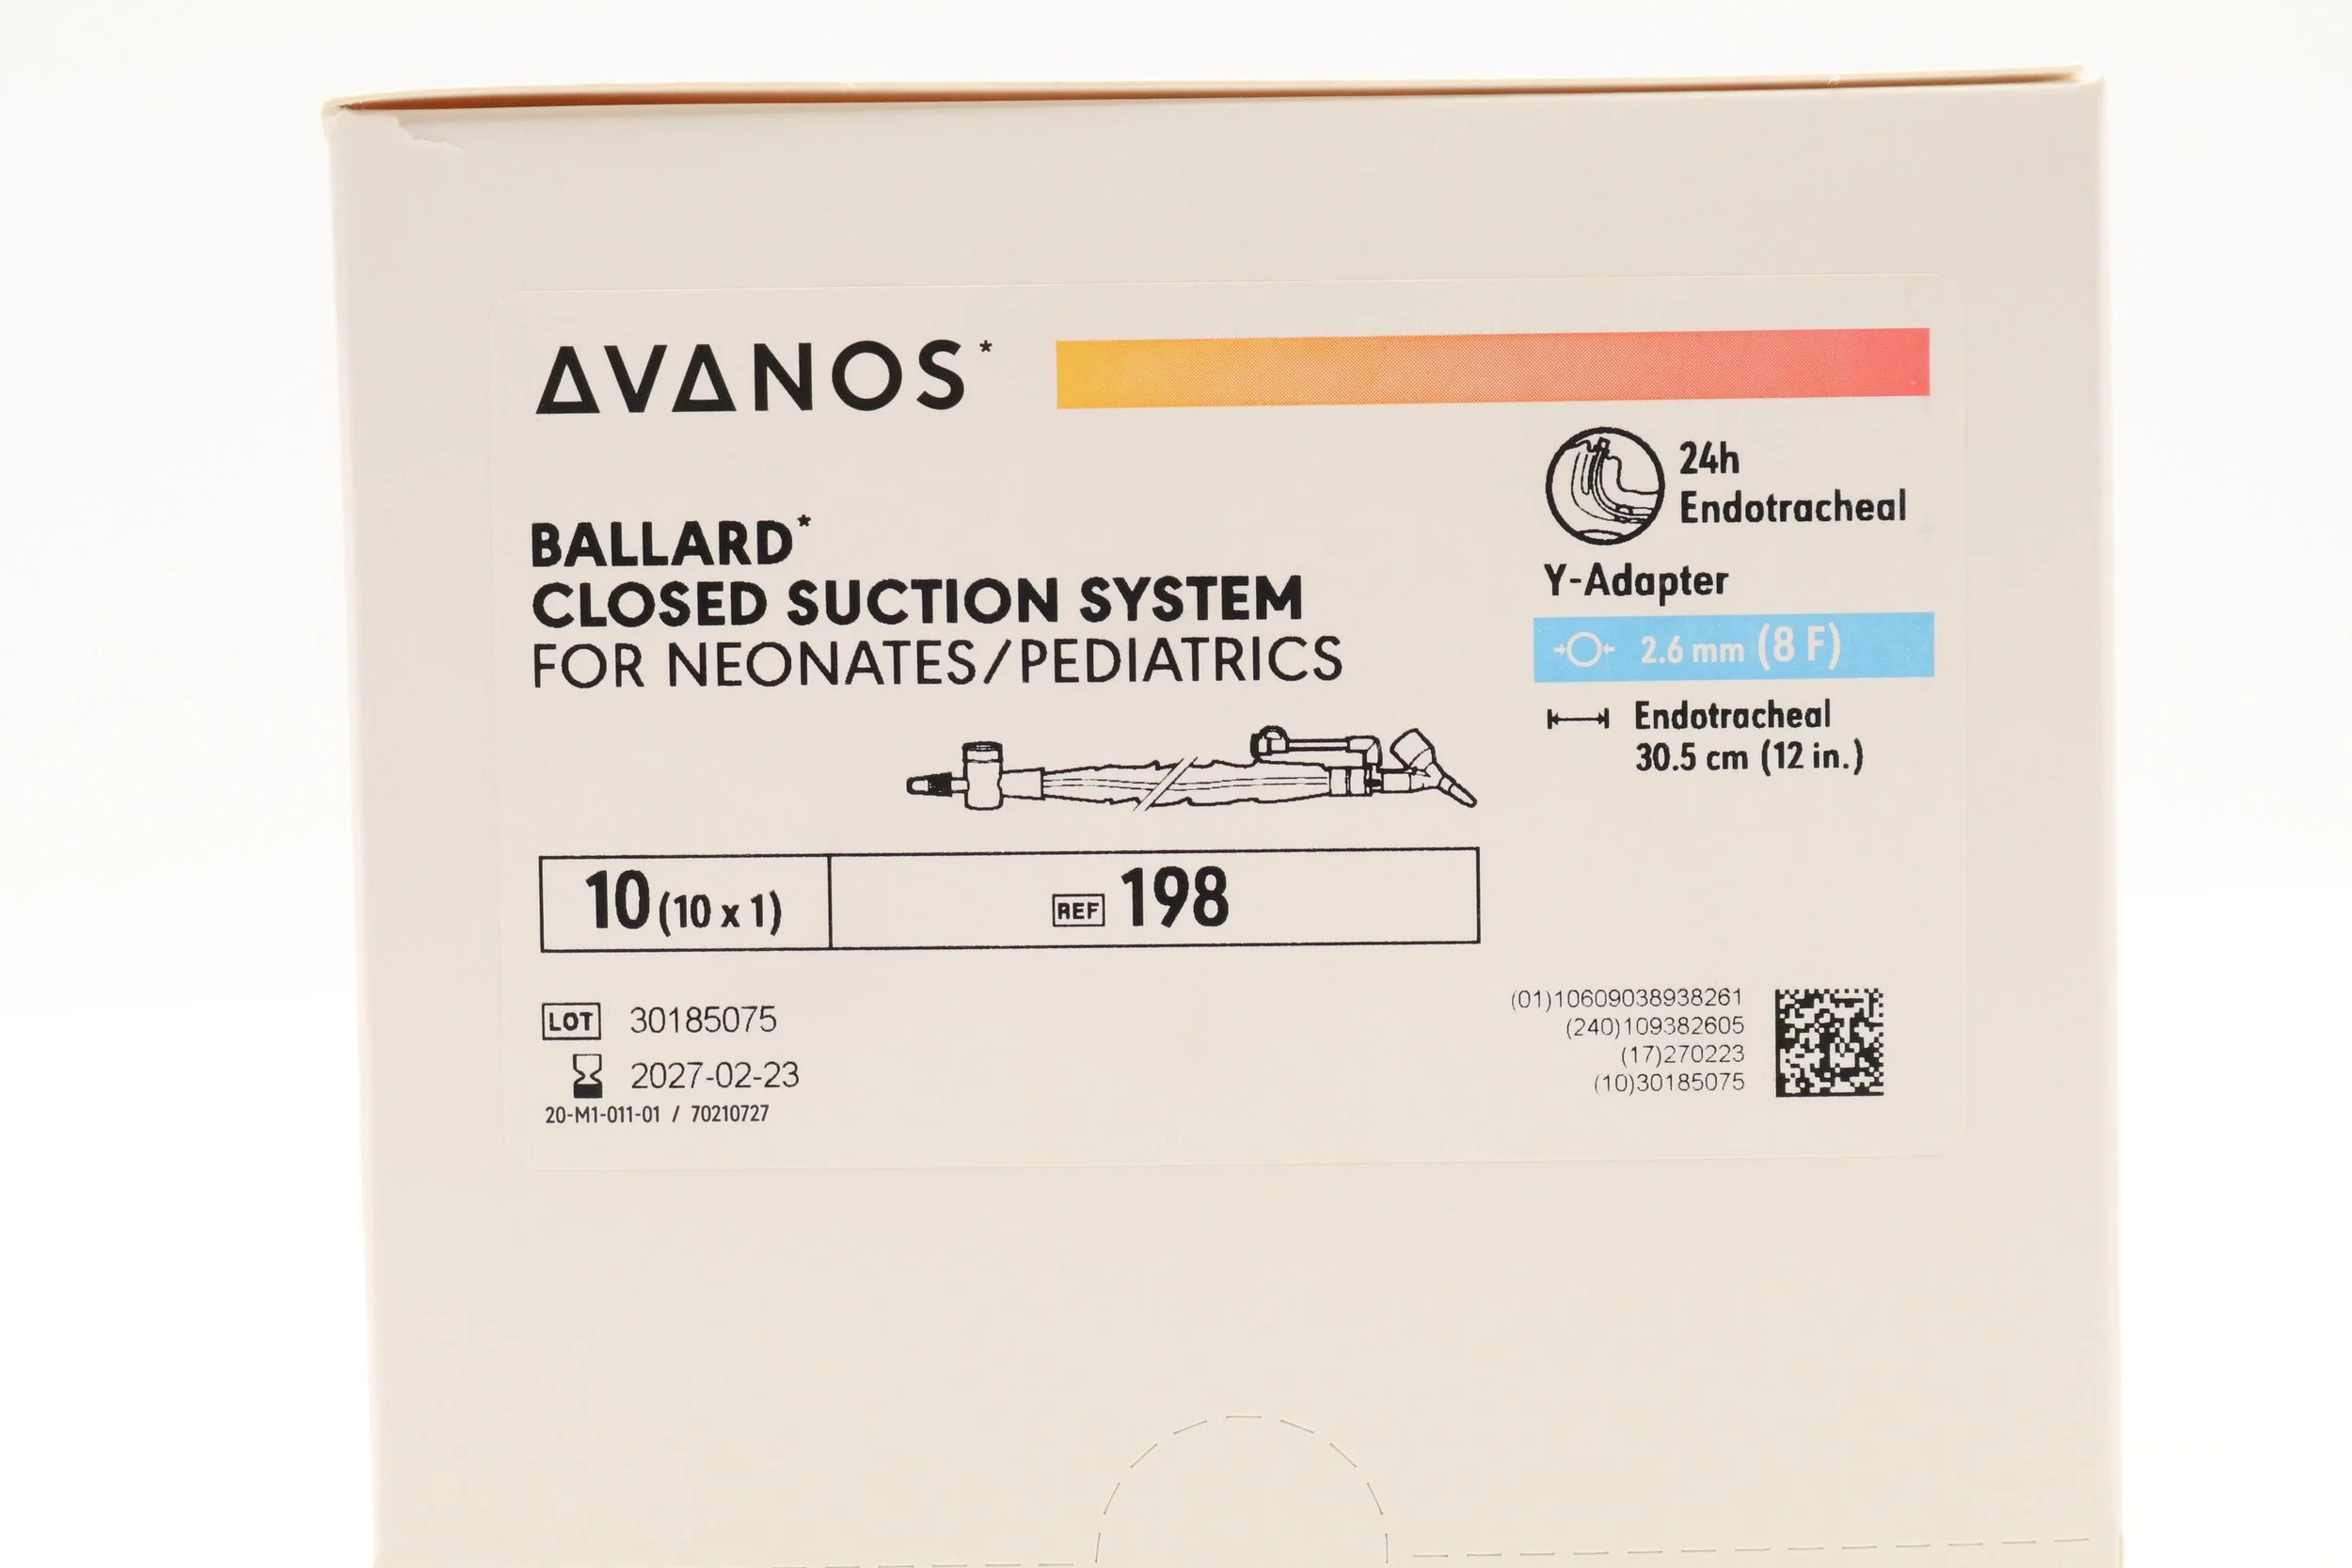 AVANOS*
BALLARD*
CLOSED SUCTION SYSTEM
FOR NEONATES/PEDIATRICS
24h
Endotracheal
Y-Adapter
2.6 mm (8 F)
Endotracheal
30.5 cm (12 in.)
10 (10 x 1)
REF 198
LOT 30185075
2027-02-23
20-M1-011-01 / 70210727
(01)10609038938261
(240)109382605
(17)270223
(10)30185075